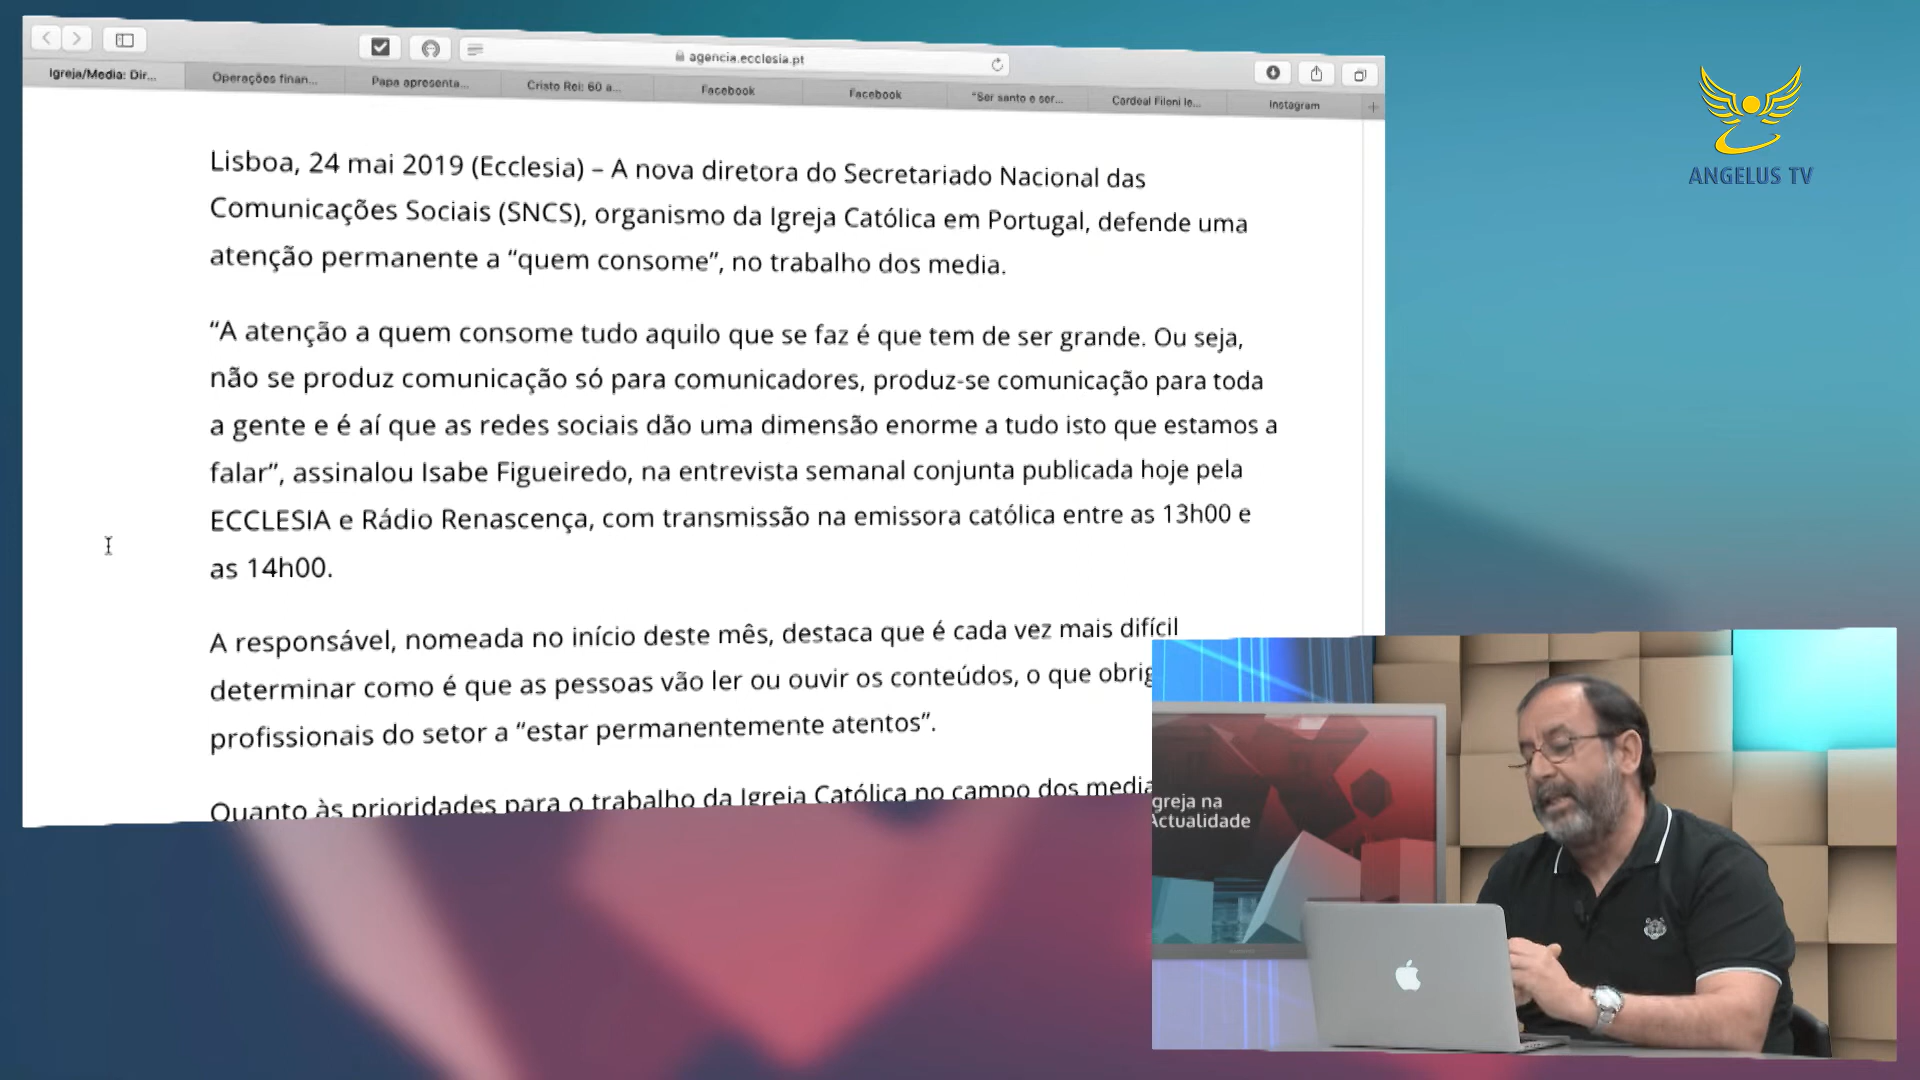 agencia.ecclesia.pt
Igreja/Media: Dir...
Operações finan...
Papa apresenta...
Cristo Rei: 60 a...
Facebook
Facebook
"Ser santo e ser...
Cardeal Filoni le...
Instagram
ANGELUS TV
Lisboa, 24 mai 2019 (Ecclesia) – A nova diretora do Secretariado Nacional das
Comunicações Sociais (SNCS), organismo da Igreja Católica em Portugal, defende uma
atenção permanente a “quem consome”, no trabalho dos media.
“A atenção a quem consome tudo aquilo que se faz é que tem de ser grande. Ou seja,
não se produz comunicação só para comunicadores, produz-se comunicação para toda
a gente e é aí que as redes sociais dão uma dimensão enorme a tudo isto que estamos a
falar”, assinalou Isabe Figueiredo, na entrevista semanal conjunta publicada hoje pela
ECCLESIA e Rádio Renascença, com transmissão na emissora católica entre as 13h00 e
as 14h00.
A responsável, nomeada no início deste mês, destaca que é cada vez mais difícil
determinar como é que as pessoas vão ler ou ouvir os conteúdos, o que obrig
profissionais do setor a “estar permanentemente atentos”.
Quanto às prioridades para o trabalho da Igreja Católica no campo dos media
greja na
Actualidade